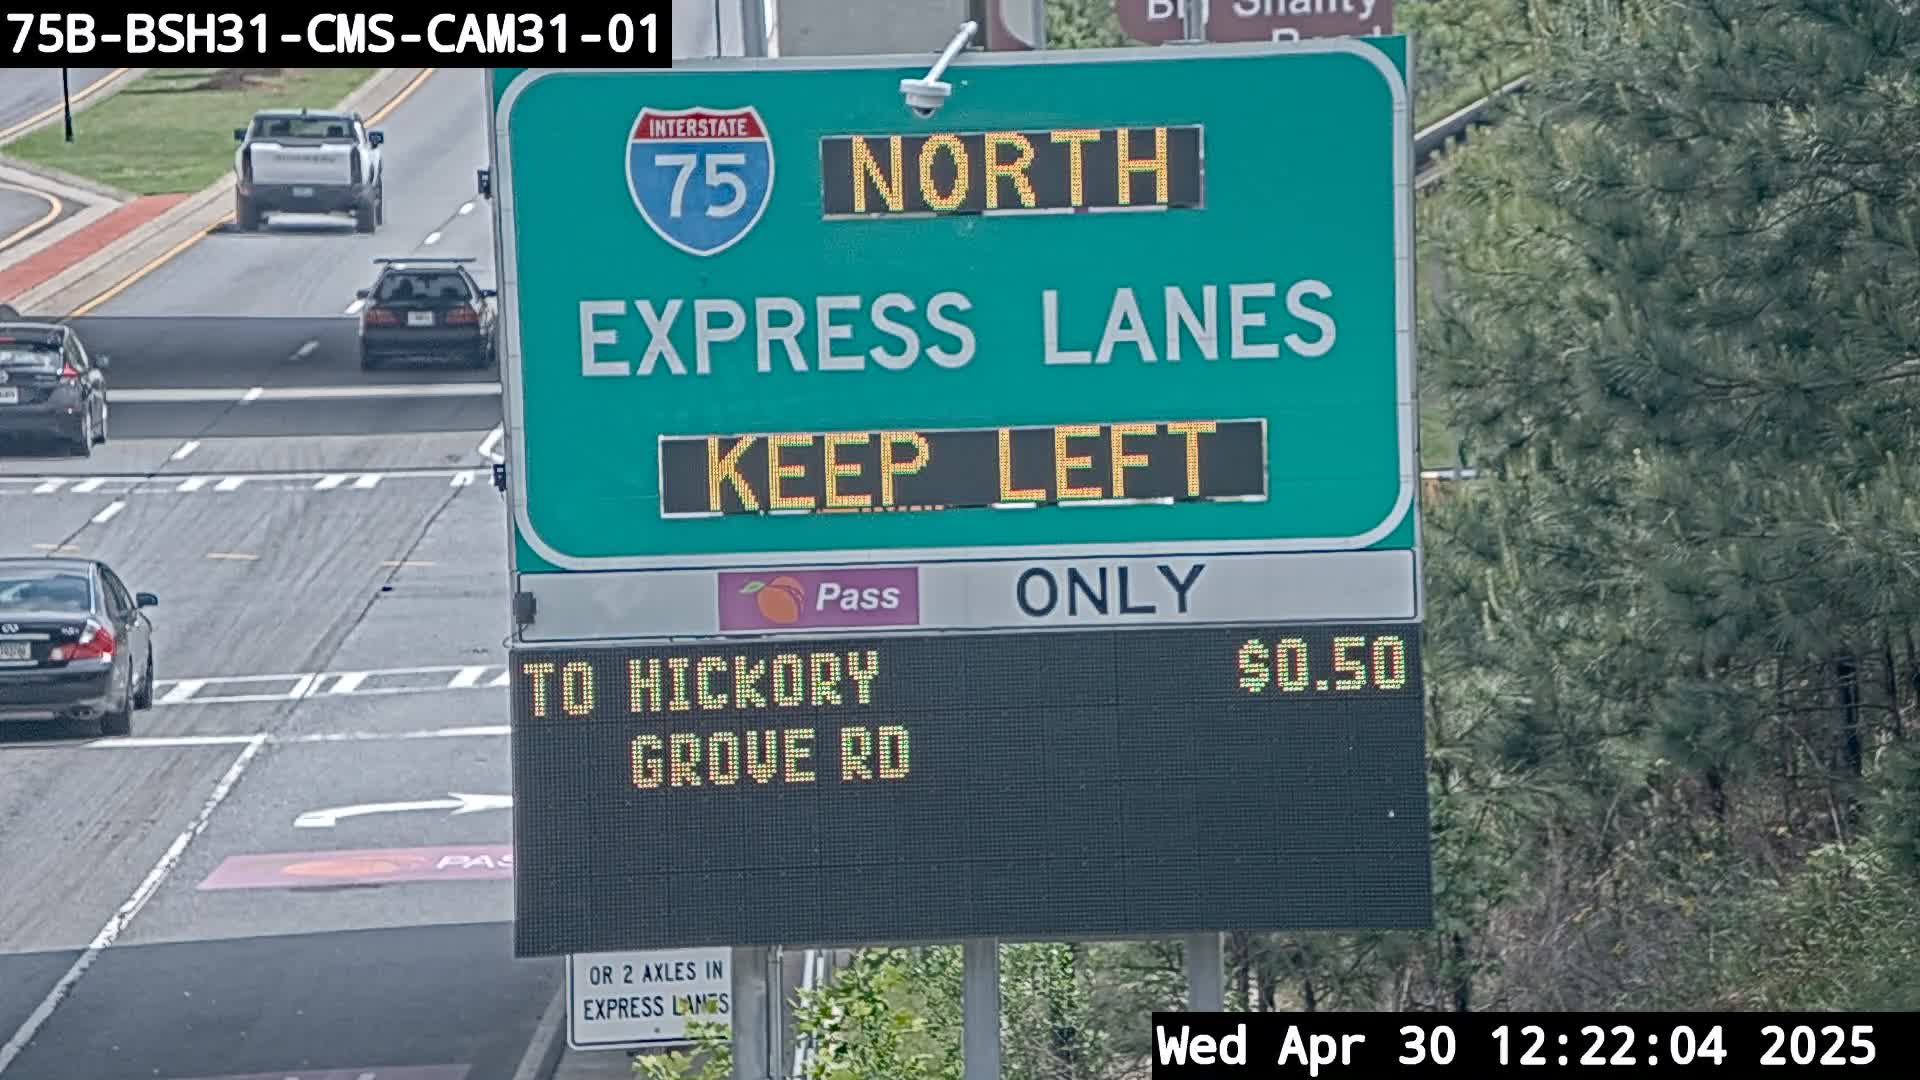 75B-BSH31-CMS-CAM31-01
Shanty
INTERSTATE
75
NORTH
EXPRESS LANES
KEEP LEFT
Pass ONLY
TO HICKORY $0.50
GROVE RD
OR 2 AXLES IN
EXPRESS LANES
Wed Apr 30 12:22:04 2025